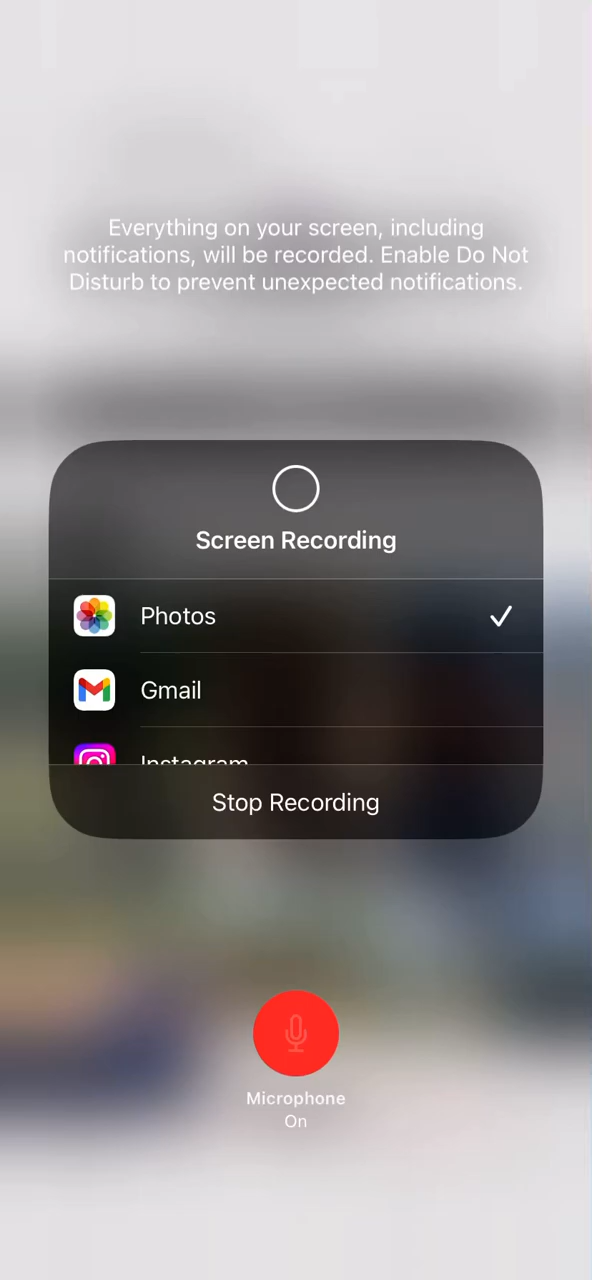 Everything on your screen, including
notifications, will be recorded. Enable Do Not
Disturb to prevent unexpected notifications.
Screen Recording
Photos
Gmail
Instagram
Stop Recording
Microphone
On